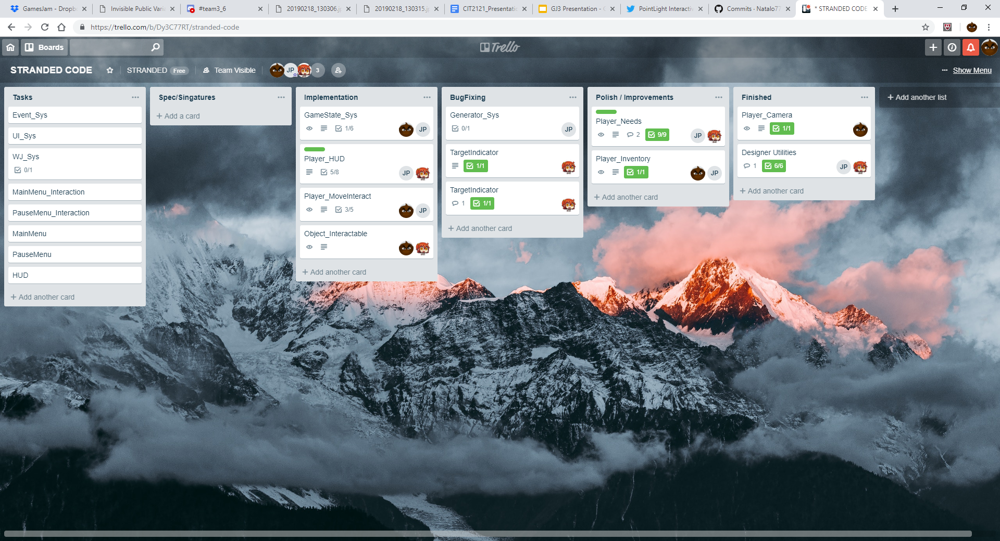 GamesJam - Dropb
Invisible Public Varia
#team3_6
20190218_130306.j
20190218_130315.j
CIT2121_Presentatio
GJ3 Presentation - G
PointLight Interactiv
Commits · Natalo77
* STRANDED CODE
https://trello.com/b/Dy3C77RT/stranded-code
Boards
Trello
STRANDED CODE
STRANDED Free
Team Visible
JP
3
Show Menu
Tasks
Event_Sys
UI_Sys
WJ_Sys
0/1
MainMenu_Interaction
PauseMenu_Interaction
MainMenu
PauseMenu
HUD
+ Add another card
Spec/Singatures
+ Add a card
Implementation
GameState_Sys
1/6
JP
Player_HUD
5/8
JP
Player_MoveInteract
3/5
JP
Object_Interactable
+ Add another card
BugFixing
Generator_Sys
0/1
JP
TargetIndicator
1/1
TargetIndicator
1 1/1
+ Add another card
Polish / Improvements
Player_Needs
2 9/9
JP
Player_Inventory
1/1
JP
+ Add another card
Finished
Player_Camera
1/1
Designer Utilities
1 6/6
JP
+ Add another card
+ Add another list